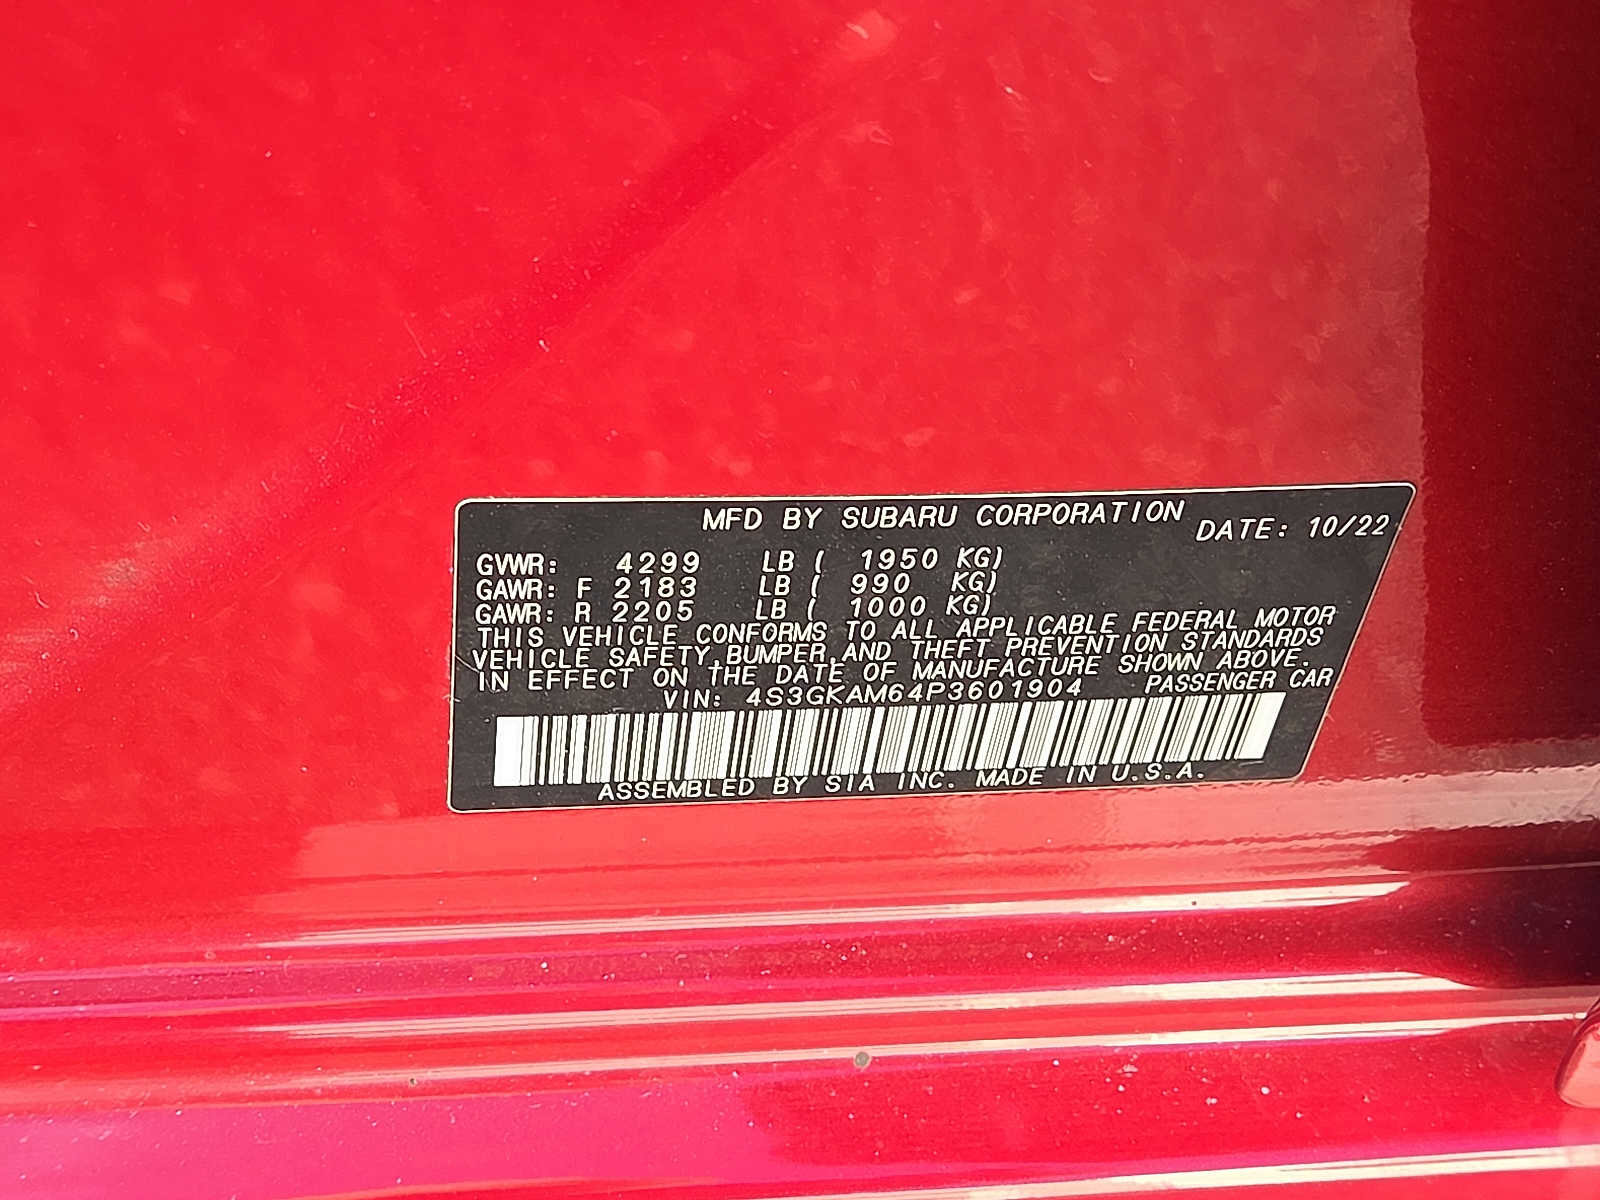 MFD BY SUBARU CORPORATION DATE: 10/22
GVWR: 4299 LB ( 1950 KG)
GAWR: F 2183 LB ( 990 KG)
GAWR: R 2205 LB ( 1000 KG)
THIS VEHICLE CONFORMS TO ALL APPLICABLE FEDERAL MOTOR
VEHICLE SAFETY,BUMPER,AND THEFT PREVENTION STANDARDS
IN EFFECT ON THE DATE OF MANUFACTURE SHOWN ABOVE.
VIN: 4S3GKAM64P3601904 PASSENGER CAR
ASSEMBLED BY SIA INC. MADE IN U.S.A.